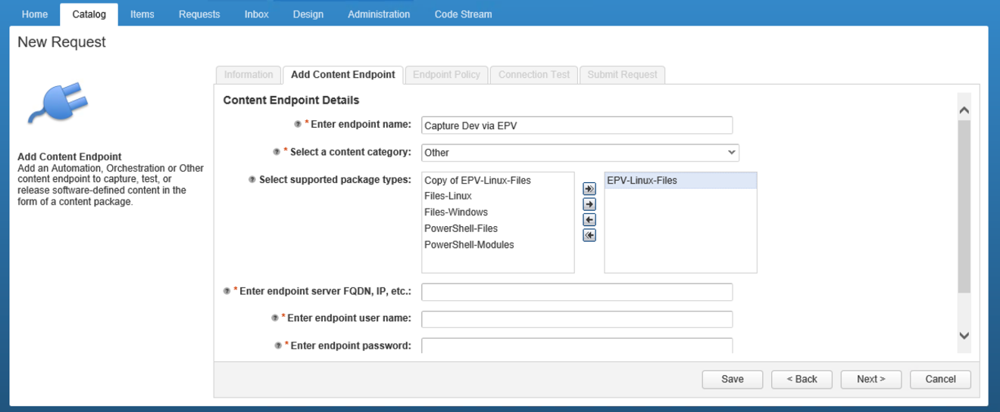 Home Catalog Items Requests Inbox Design Administration Code Stream
New Request
Add Content Endpoint
Add an Automation, Orchestration or Other
content endpoint to capture, test, or
release software-defined content in the
form of a content package.
Information Add Content Endpoint Endpoint Policy Connection Test Submit Request
Content Endpoint Details
* Enter endpoint name: Capture Dev via EPV
* Select a content category: Other
Select supported package types:
Copy of EPV-Linux-Files
Files-Linux
Files-Windows
PowerShell-Files
PowerShell-Modules
EPV-Linux-Files
* Enter endpoint server FQDN, IP, etc.:
* Enter endpoint user name:
* Enter endpoint password:
Save < Back Next > Cancel